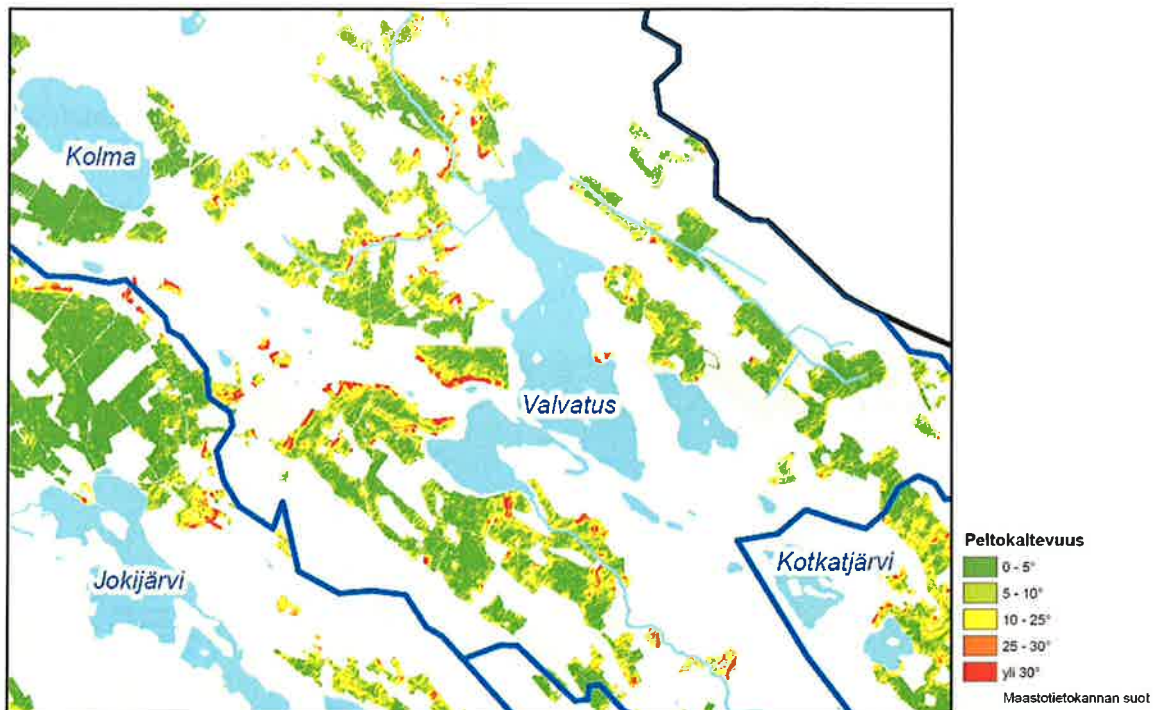 Kolma
Valvatus
Jokijärvi
Kotkatjärvi
Peltokaltevuus
0 - 5°
5 - 10°
10 - 25°
25 - 30°
yli 30°
Maastotietokannan suot